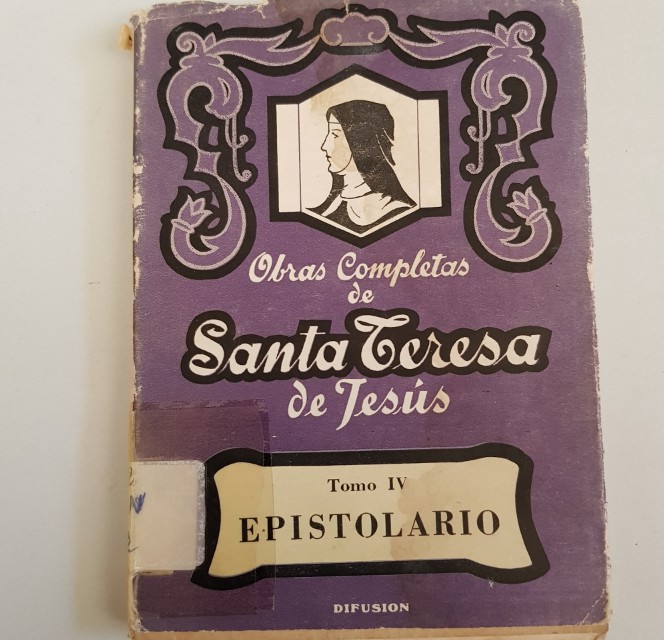 Obras Completas
de
Santa Teresa
de Jesús
Tomo IV
EPISTOLARIO
DIFUSION